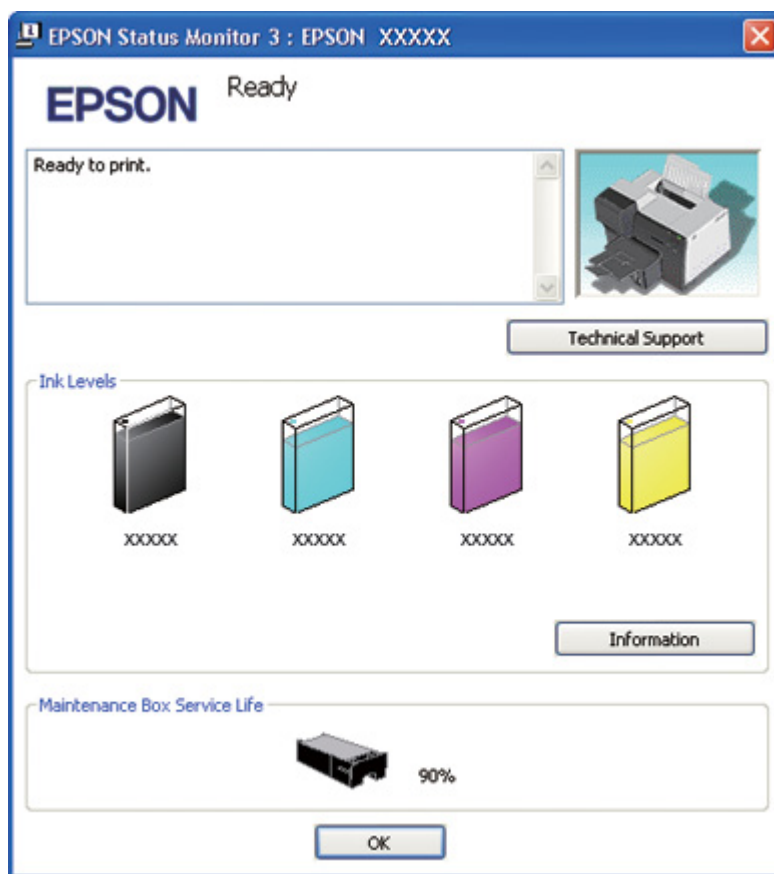 EPSON Status Monitor 3 : EPSON XXXXX
EPSON
Ready
Ready to print.
Technical Support
Ink Levels
XXXXX XXXXX XXXXX XXXXX
Information
Maintenance Box Service Life
90%
OK